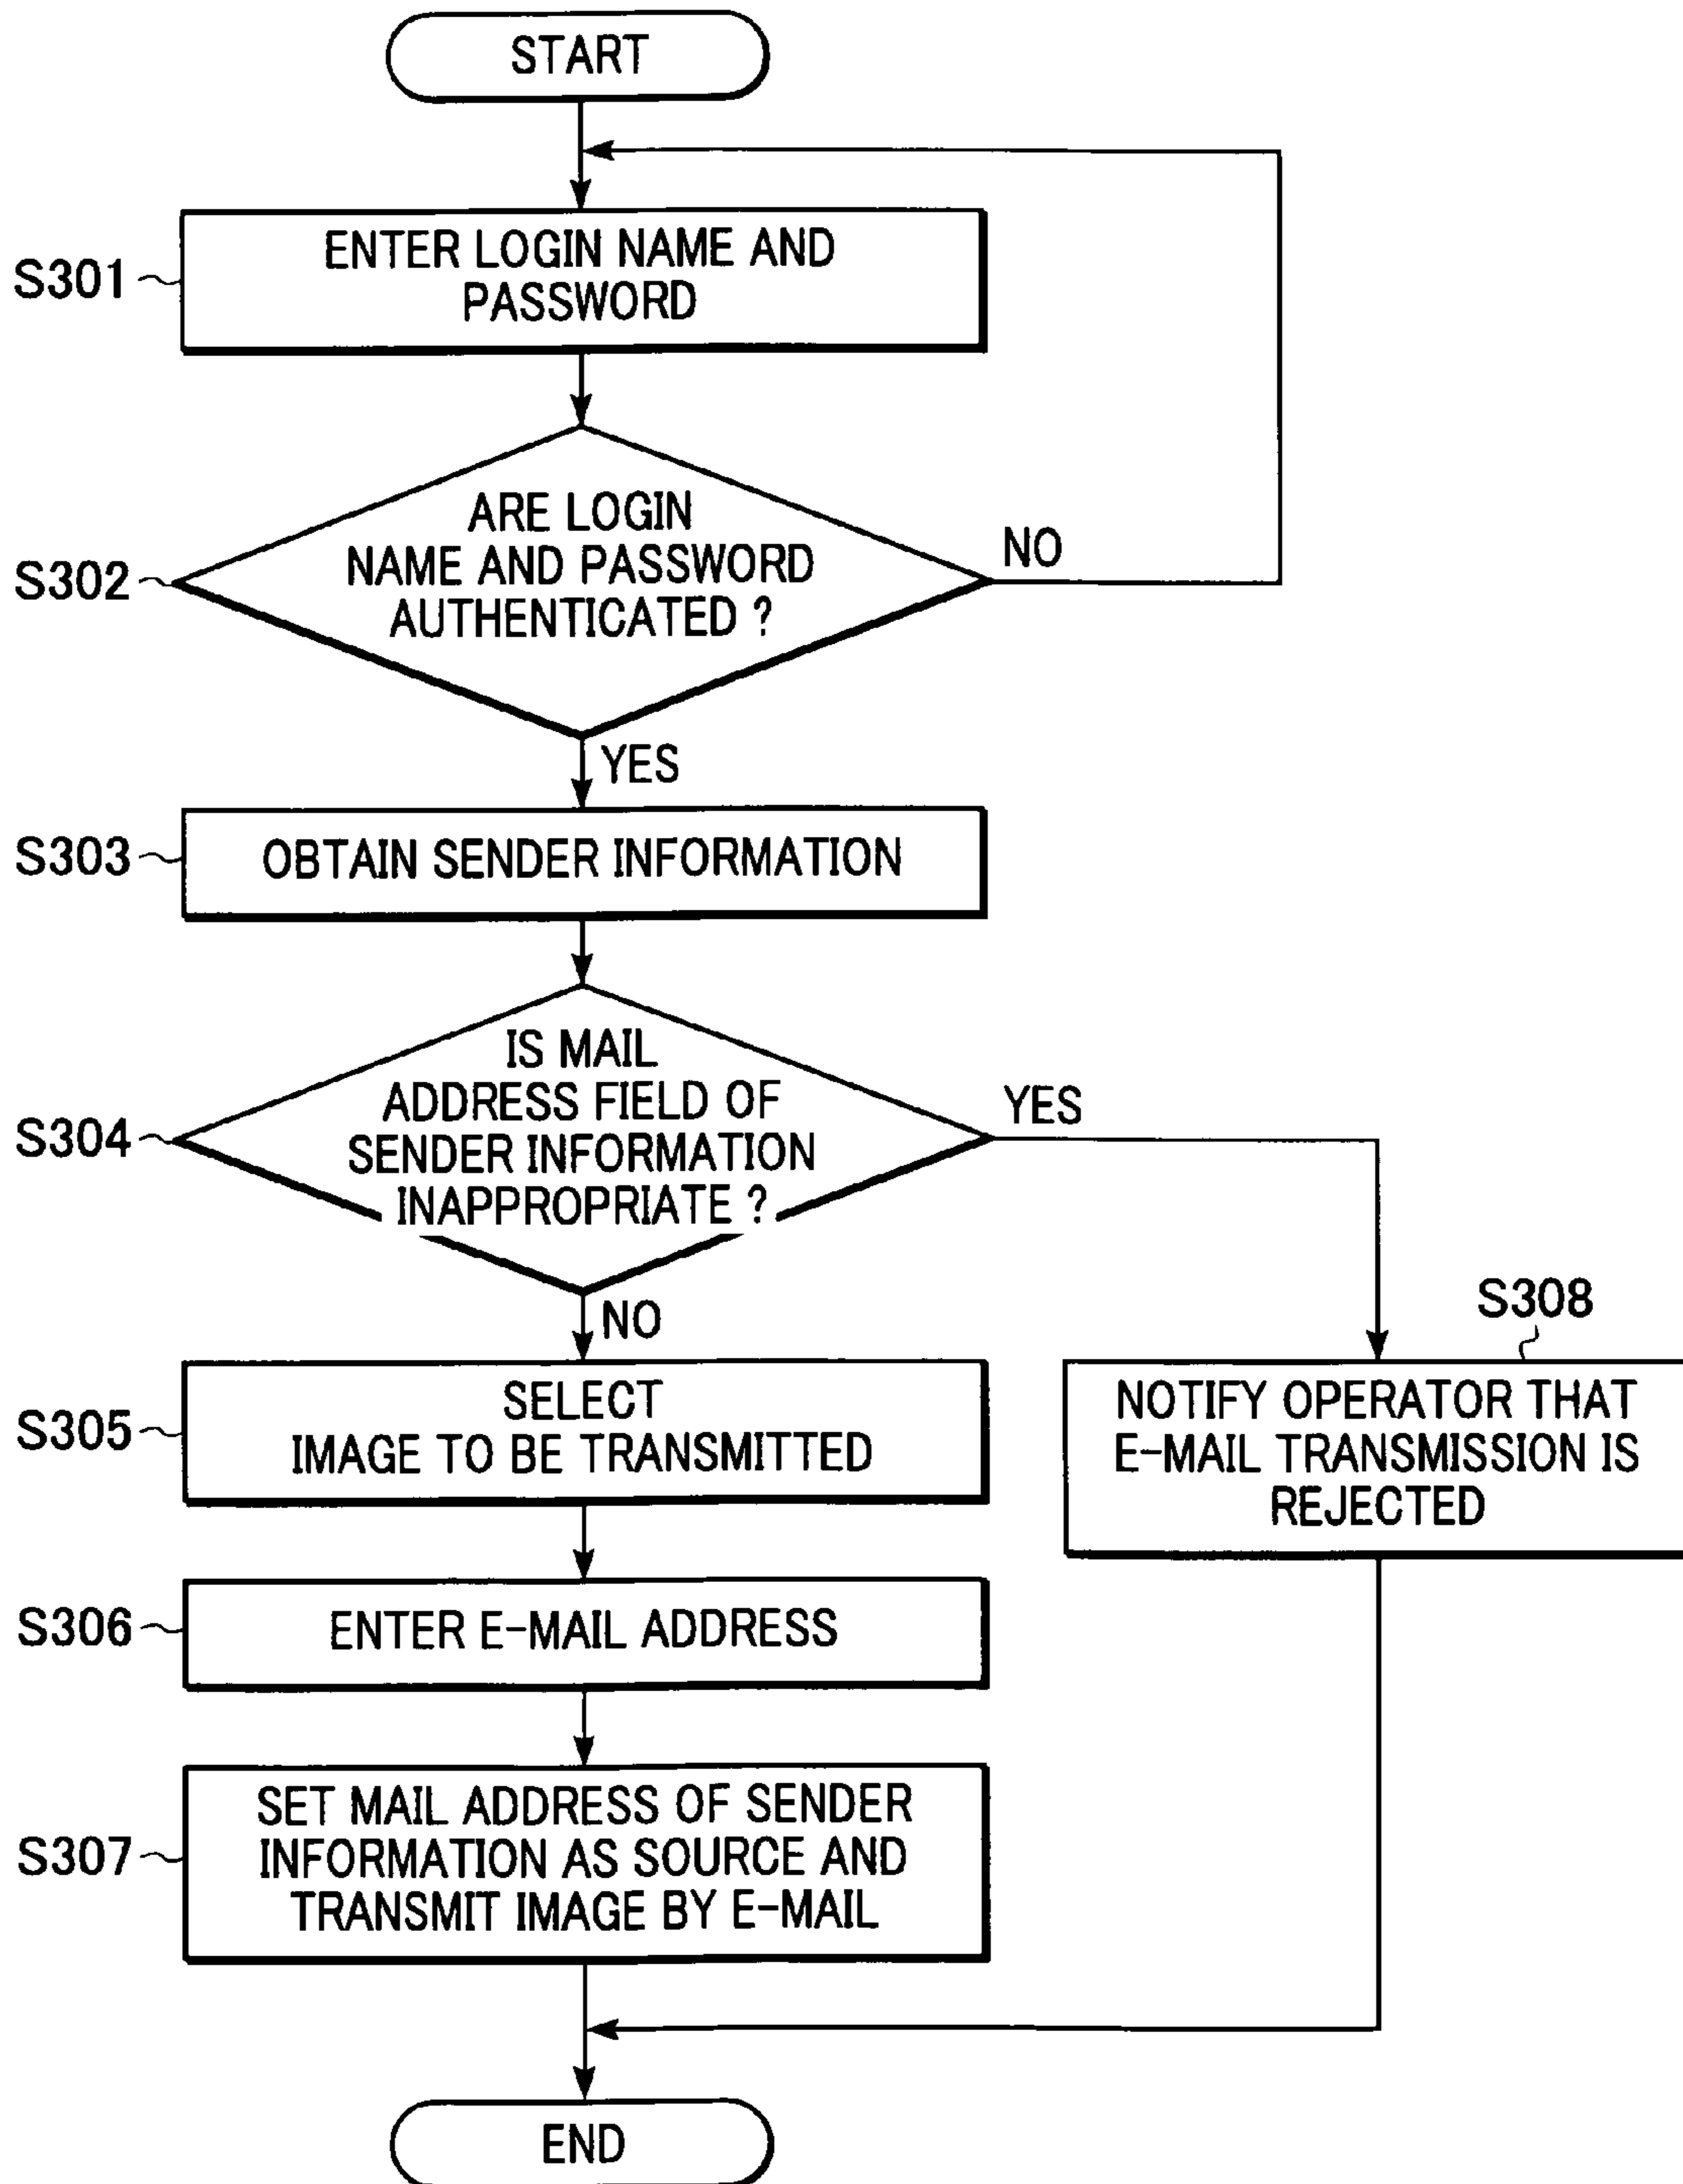 START
S301
ENTER LOGIN NAME AND
PASSWORD
S302
ARE LOGIN
NAME AND PASSWORD
AUTHENTICATED ?
NO
YES
S303
OBTAIN SENDER INFORMATION
S304
IS MAIL
ADDRESS FIELD OF
SENDER INFORMATION
INAPPROPRIATE ?
YES
NO
S308
NOTIFY OPERATOR THAT
E-MAIL TRANSMISSION IS
REJECTED
S305
SELECT
IMAGE TO BE TRANSMITTED
S306
ENTER E-MAIL ADDRESS
S307
SET MAIL ADDRESS OF SENDER
INFORMATION AS SOURCE AND
TRANSMIT IMAGE BY E-MAIL
END